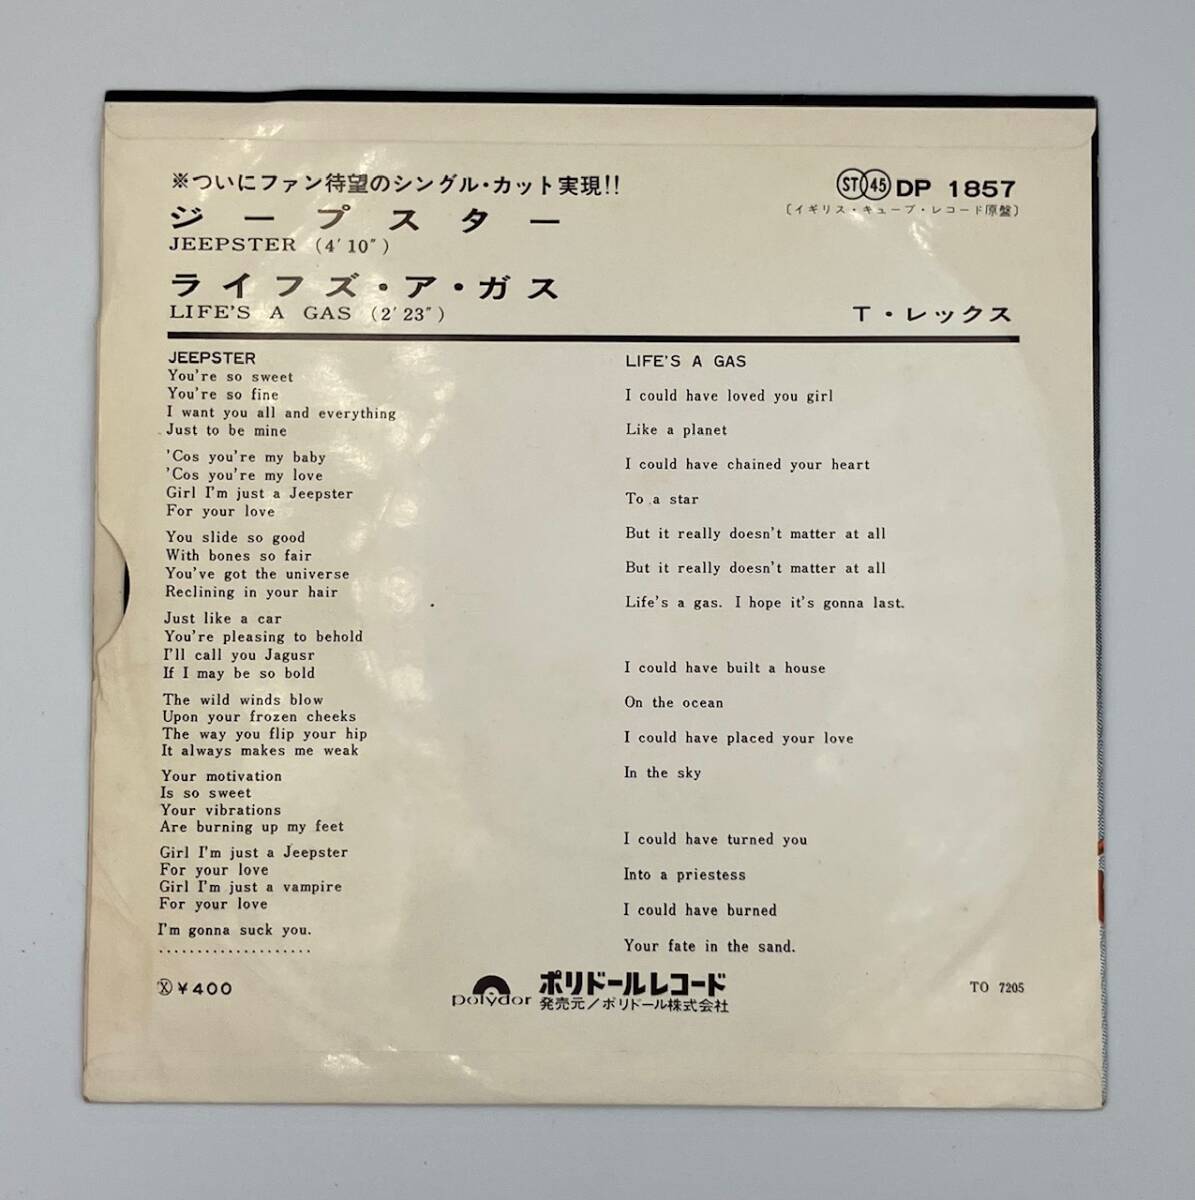 ※ついにファン待望のシングル・カット実現!!
ジープスター
JEEPSTER (4′10″)
ライフズ・ア・ガス
LIFE'S A GAS (2′23″)
ST 45 DP 1857
〔イギリス・キューブ・レコード原盤〕
T・レックス
JEEPSTER
You're so sweet
You're so fine
I want you all and everything
Just to be mine
'Cos you're my baby
'Cos you're my love
Girl I'm just a Jeepster
For your love
You slide so good
With bones so fair
You've got the universe
Reclining in your hair
Just like a car
You're pleasing to behold
I'll call you Jagusr
If I may be so bold
The wild winds blow
Upon your frozen cheeks
The way you flip your hip
It always makes me weak
Your motivation
Is so sweet
Your vibrations
Are burning up my feet
Girl I'm just a Jeepster
For your love
Girl I'm just a vampire
For your love
I'm gonna suck you.
....................
LIFE'S A GAS
I could have loved you girl
Like a planet
I could have chained your heart
To a star
But it really doesn't matter at all
But it really doesn't matter at all
Life's a gas. I hope it's gonna last.
I could have built a house
On the ocean
I could have placed your love
In the sky
I could have turned you
Into a priestess
I could have burned
Your fate in the sand.
Ⓧ ¥400
polydor
ポリドールレコード
発売元/ポリドール株式会社
TO 7205